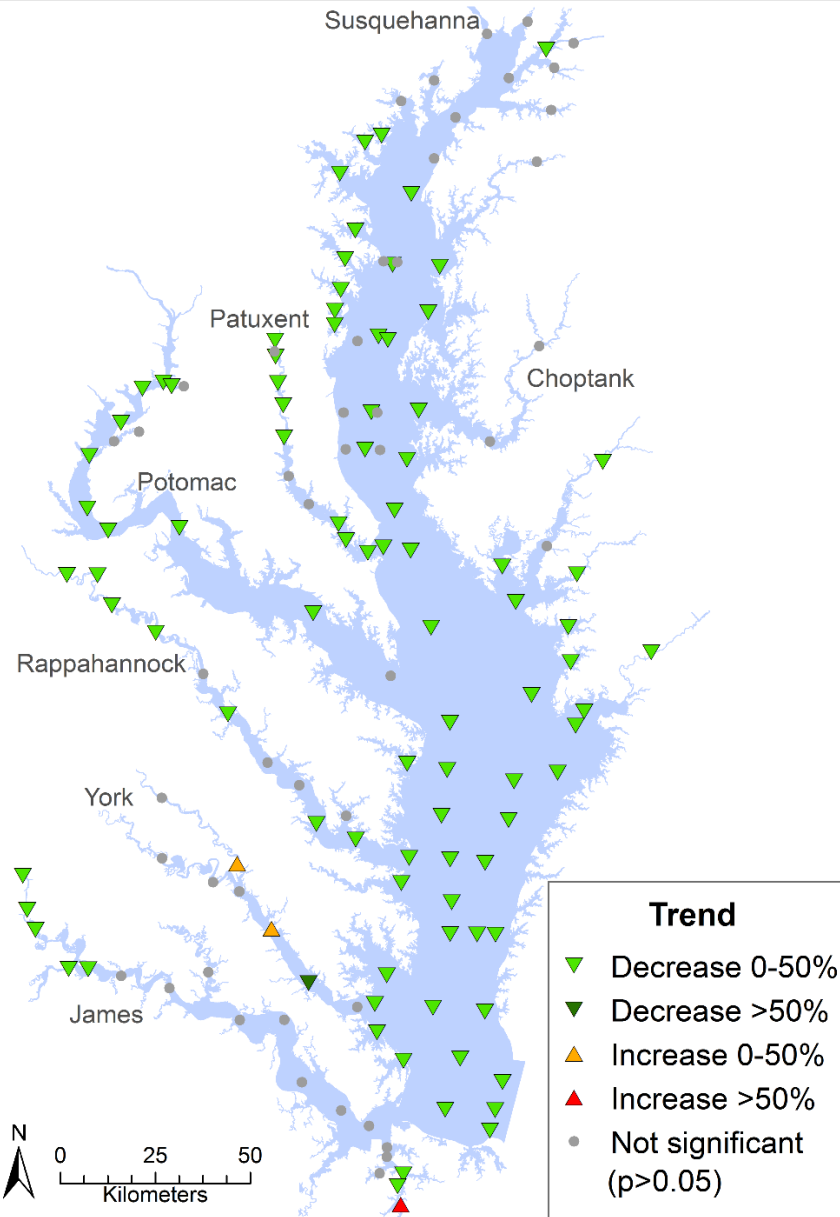 Susquehanna
Patuxent
Choptank
Potomac
Rappahannock
York
James
N
0 25 50
Kilometers
Trend
Decrease 0-50%
Decrease >50%
Increase 0-50%
Increase >50%
Not significant
(p>0.05)